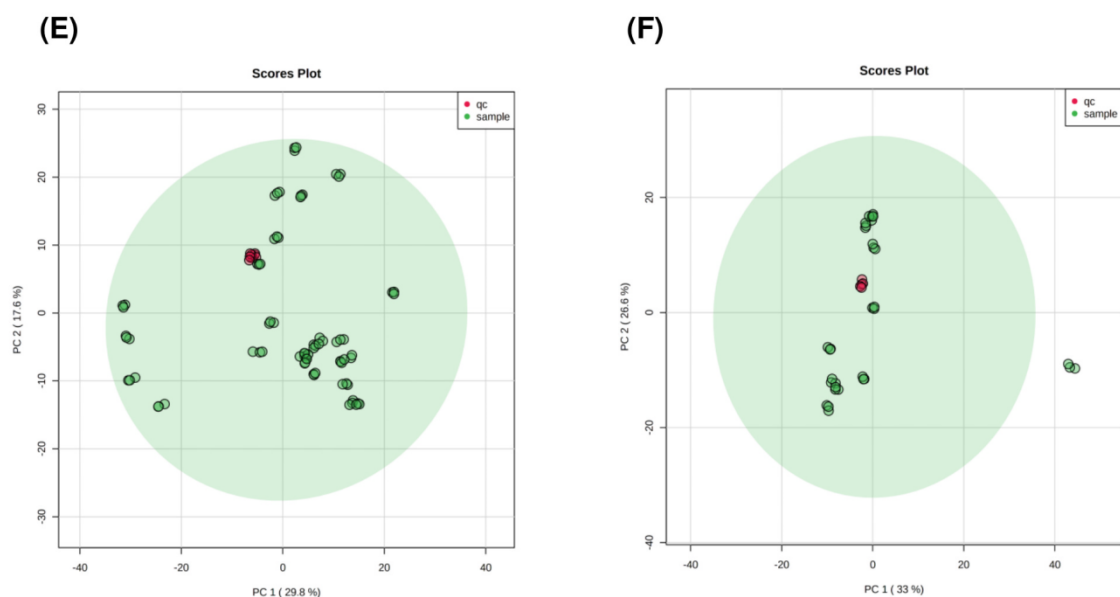 (E)
Scores Plot
qc
sample
30
20
10
0
-10
-20
-30
PC 2 ( 17.6 %)
-40
-20
0
20
40
PC 1 ( 29.8 %)
(F)
Scores Plot
qc
sample
20
0
-20
-40
PC 2 ( 26.6 %)
-40
-20
0
20
40
PC 1 ( 33 %)